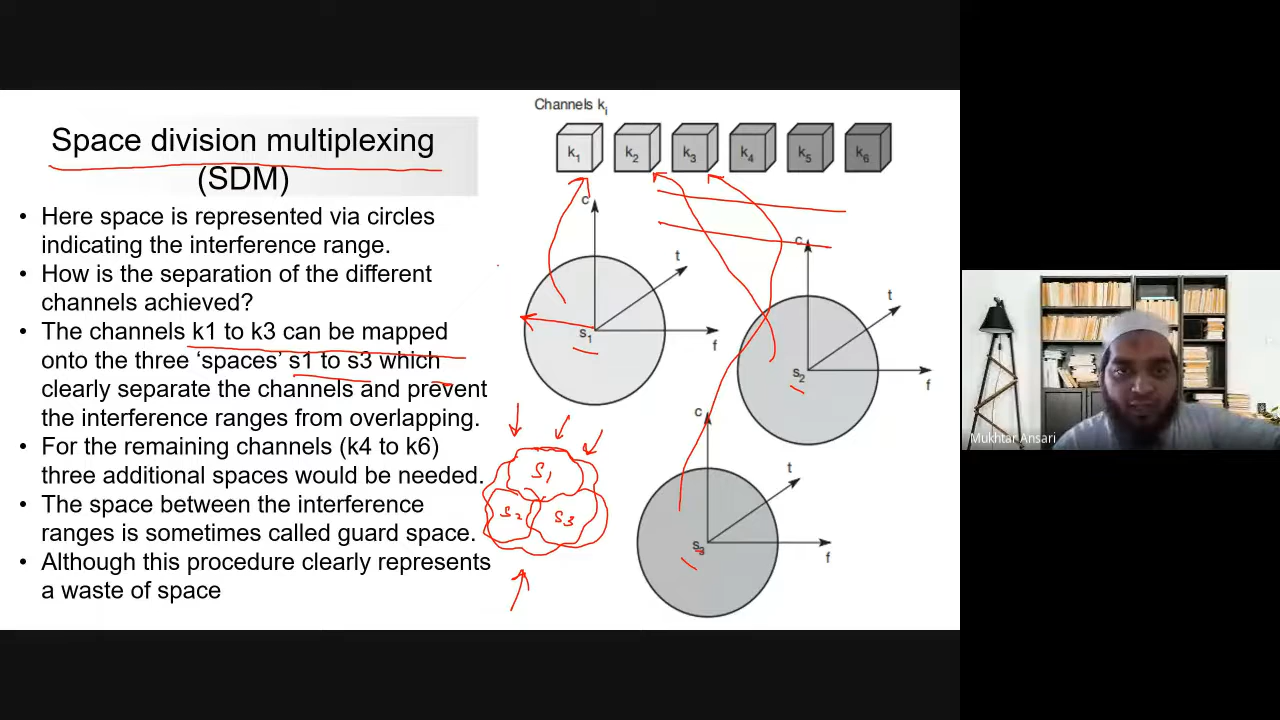 Space division multiplexing
(SDM)
• Here space is represented via circles
indicating the interference range.
• How is the separation of the different
channels achieved?
• The channels k1 to k3 can be mapped
onto the three ‘spaces’ s1 to s3 which
clearly separate the channels and prevent
the interference ranges from overlapping.
• For the remaining channels (k4 to k6)
three additional spaces would be needed.
• The space between the interference
ranges is sometimes called guard space.
• Although this procedure clearly represents
a waste of space
Channels ki
k1 k2 k3 k4 k5 k6
c
t
f
s1
c
t
f
s2
c
t
f
s3
S1
S2 S3
Mukhtar Ansari